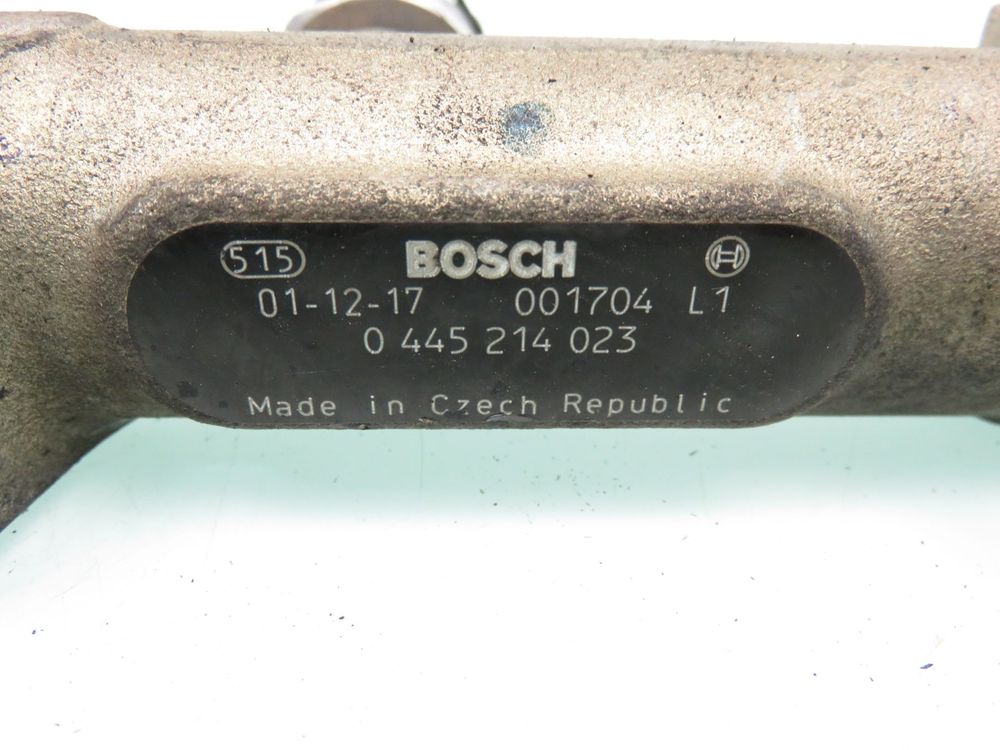 515 BOSCH
01-12-17 001704 L1
0 445 214 023
Made in Czech Republic